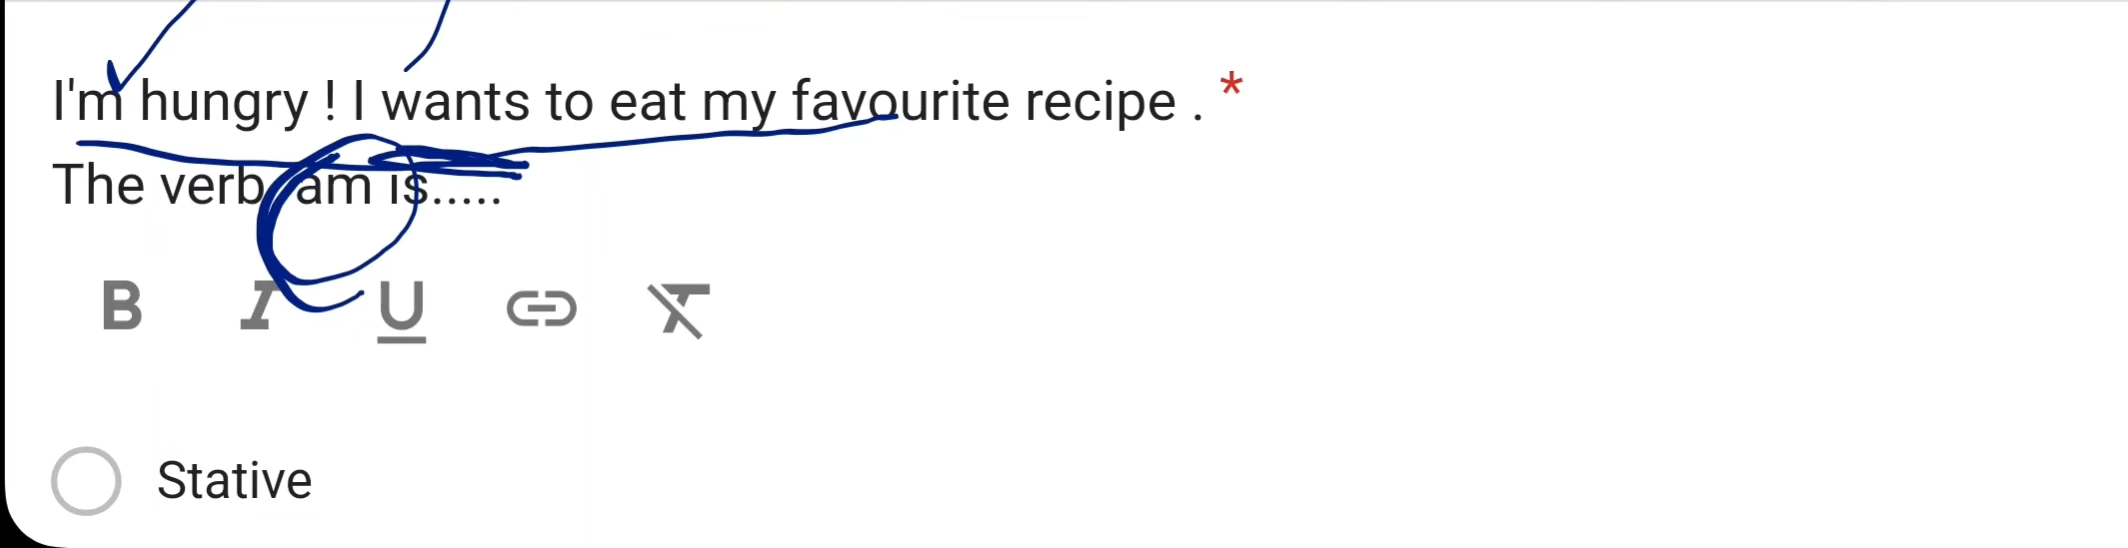 I'm hungry ! I wants to eat my favourite recipe . *
The verb am is.....
B I U
Stative